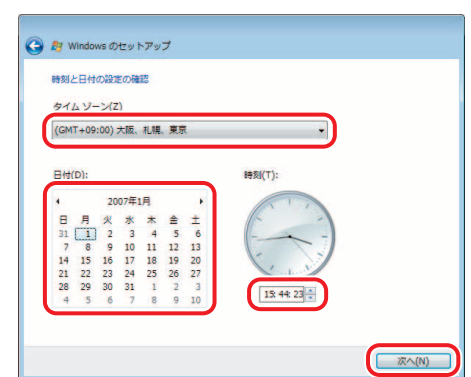 Windows のセットアップ
時刻と日付の設定の確認
タイム ゾーン(Z)
(GMT+09:00) 大阪、札幌、東京
日付(D):
時刻(T):
2007年1月
日 月 火 水 木 金 土
31 1 2 3 4 5 6
7 8 9 10 11 12 13
14 15 16 17 18 19 20
21 22 23 24 25 26 27
28 29 30 31 1 2 3
4 5 6 7 8 9 10
15:44:23
次へ(N)